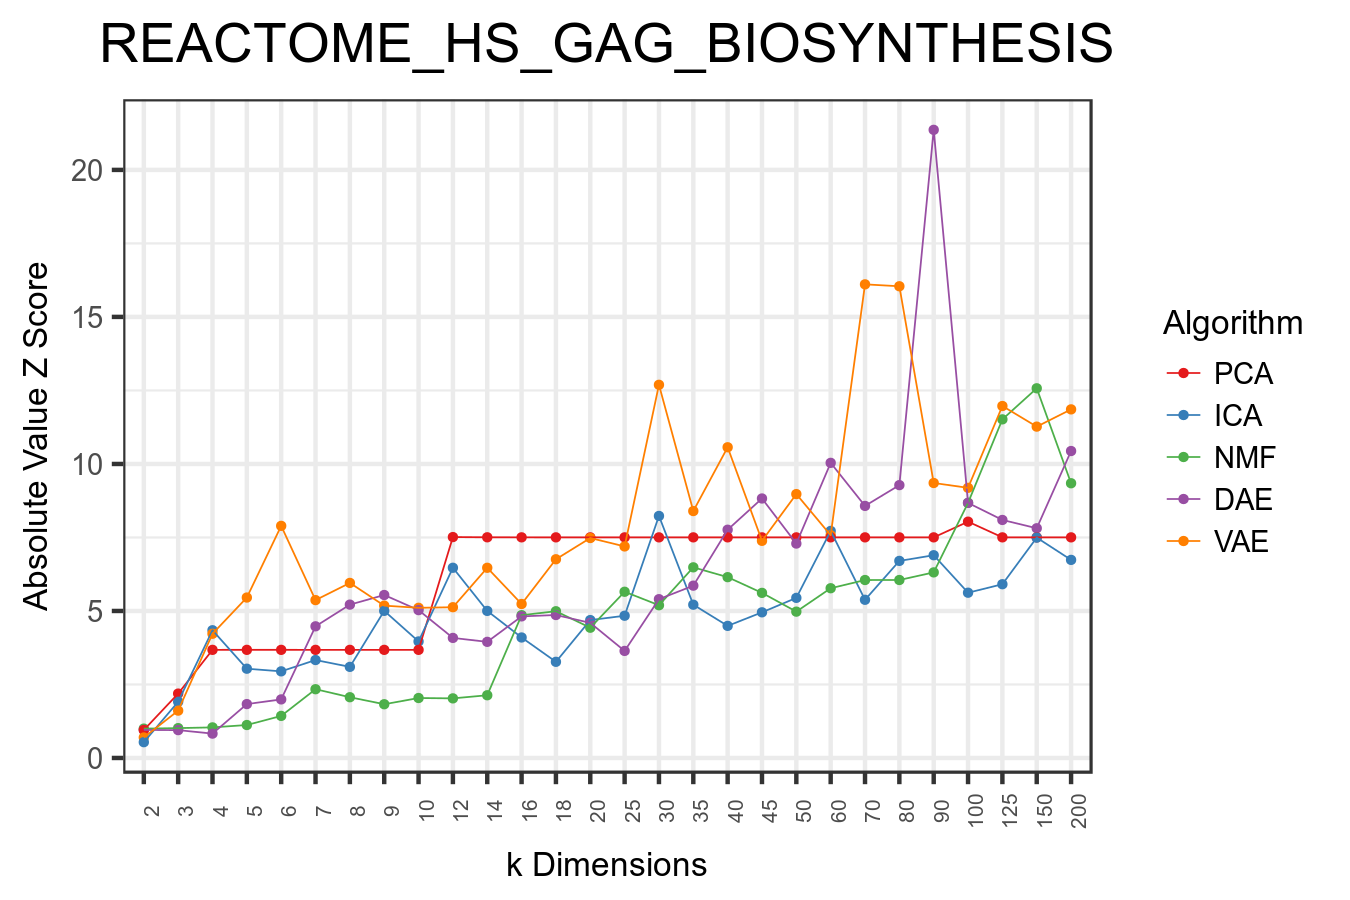 REACTOME_HS_GAG_BIOSYNTHESIS
Absolute Value Z Score
20
15
10
5
0
2 3 4 5 6 7 8 9 10 12 14 16 18 20 25 30 35 40 45 50 60 70 80 90 100 125 150 200
k Dimensions
Algorithm
PCA
ICA
NMF
DAE
VAE